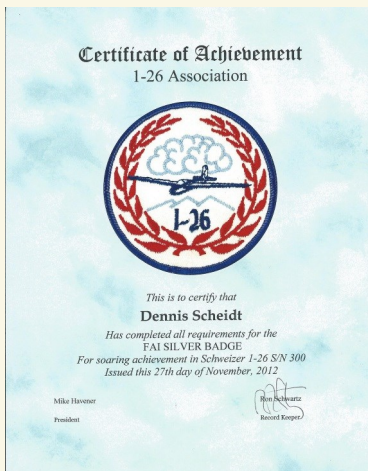 Certificate of Achievement
1-26 Association
1-26
This is to certify that
Dennis Scheidt
Has completed all requirements for the
FAI SILVER BADGE
For soaring achievement in Schweizer 1-26 S/N 300
Issued this 27th day of November, 2012
Mike Havener
Ron Schwartz
President
Record Keeper